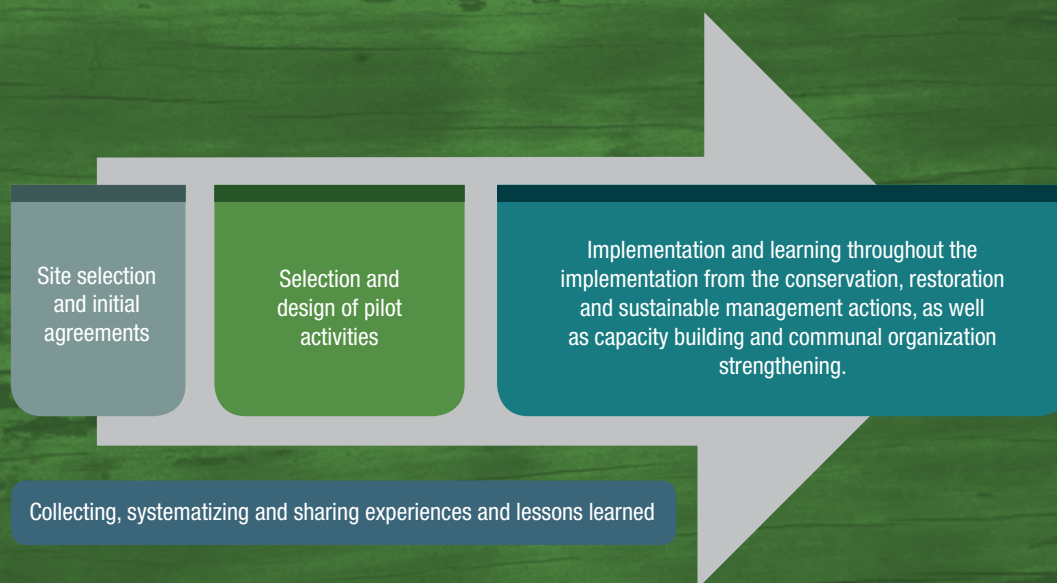 Site selection
and initial
agreements
Selection and
design of pilot
activities
Implementation and learning throughout the
implementation from the conservation, restoration
and sustainable management actions, as well
as capacity building and communal organization
strengthening.
Collecting, systematizing and sharing experiences and lessons learned